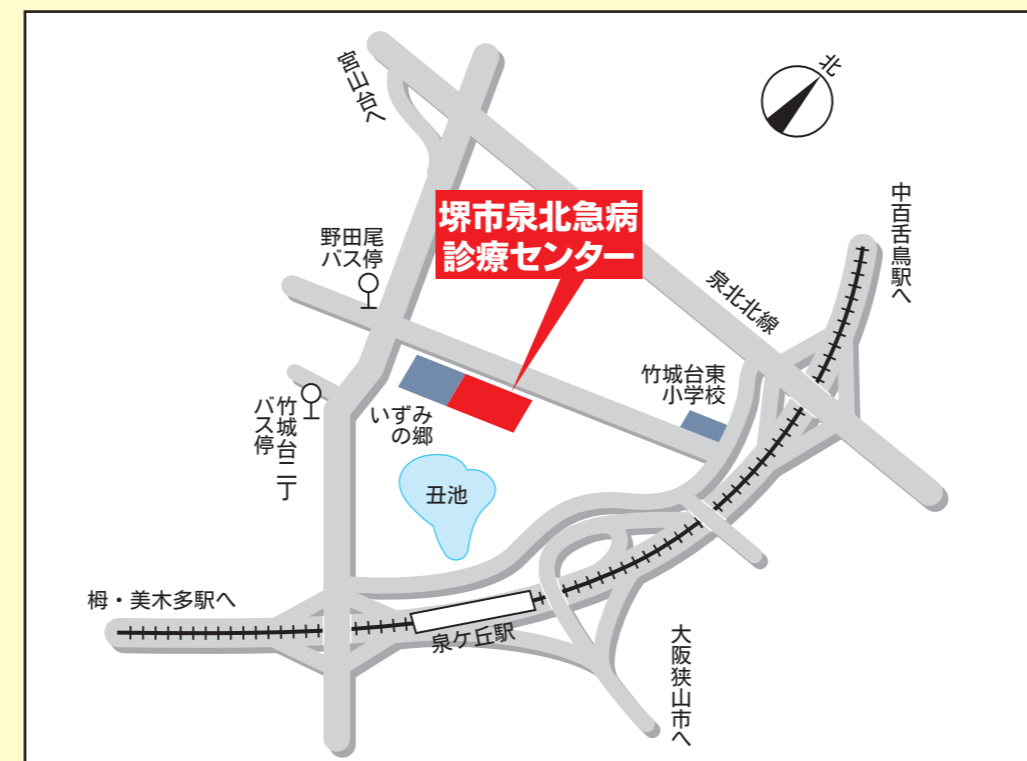 北
宮山台へ
堺市泉北急病
診療センター
中百舌鳥駅へ
野田尾
バス停
泉北北線
竹城台東
小学校
竹城台二丁
バス停
いずみ
の郷
丑池
栂・美木多駅へ
泉ケ丘駅
大阪狭山市へ